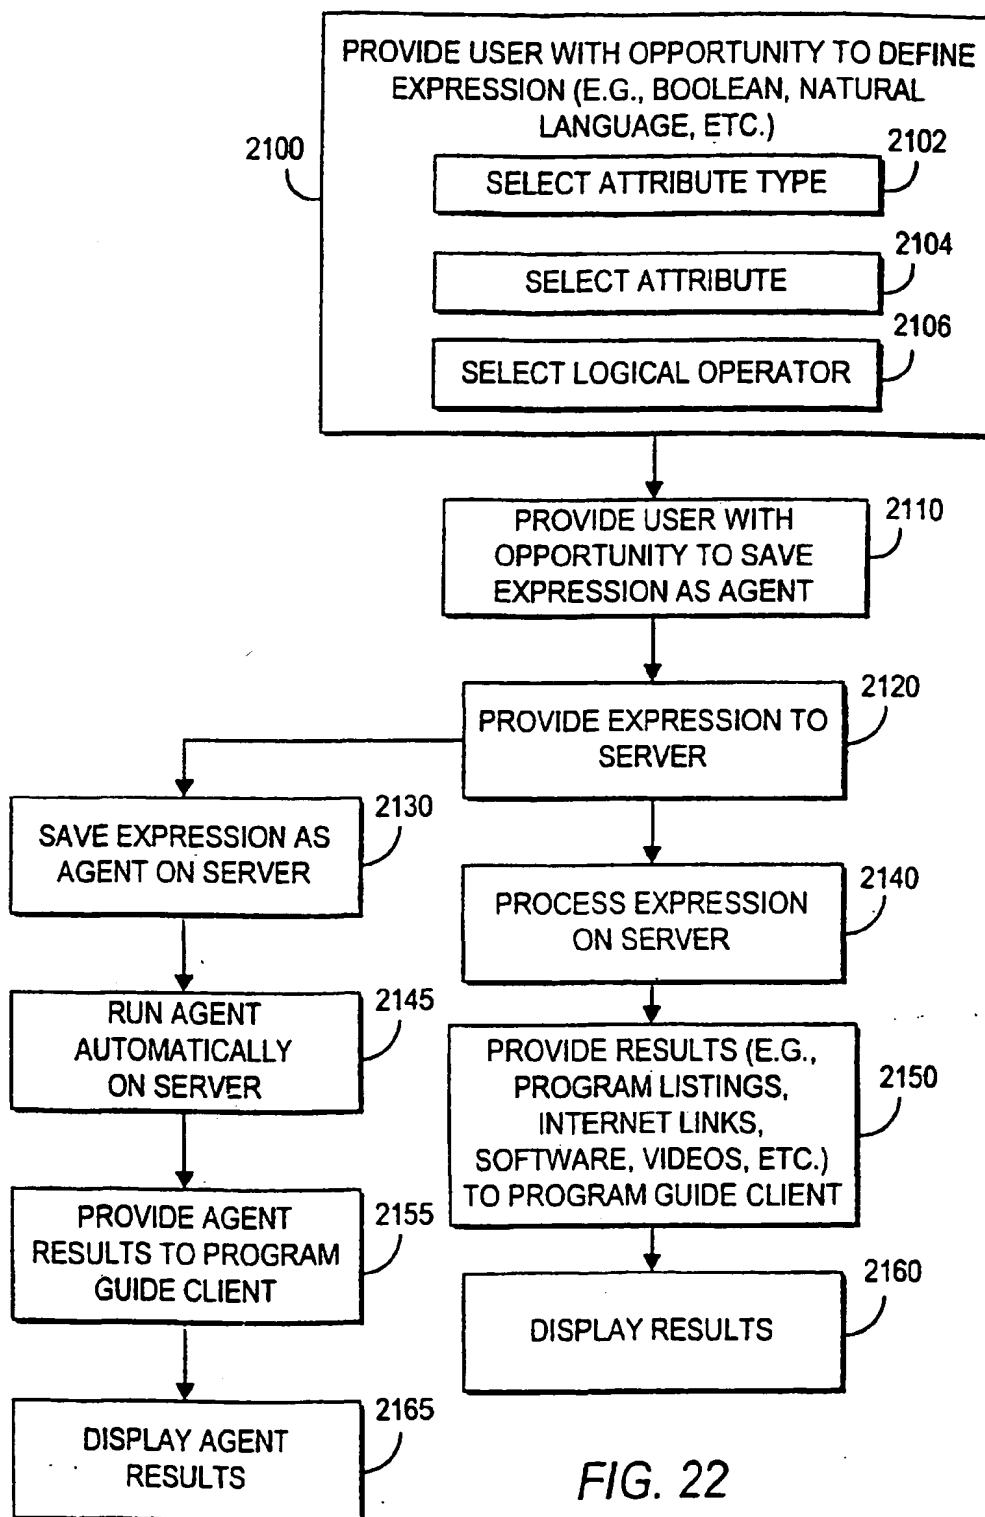 PROVIDE USER WITH OPPORTUNITY TO DEFINE
EXPRESSION (E.G., BOOLEAN, NATURAL
LANGUAGE, ETC.)
2100
2102
SELECT ATTRIBUTE TYPE
2104
SELECT ATTRIBUTE
2106
SELECT LOGICAL OPERATOR
PROVIDE USER WITH
OPPORTUNITY TO SAVE
EXPRESSION AS AGENT
2110
PROVIDE EXPRESSION TO
SERVER
2120
SAVE EXPRESSION AS
AGENT ON SERVER
2130
PROCESS EXPRESSION
ON SERVER
2140
RUN AGENT
AUTOMATICALLY
ON SERVER
2145
PROVIDE RESULTS (E.G.,
PROGRAM LISTINGS,
INTERNET LINKS,
SOFTWARE, VIDEOS, ETC.)
TO PROGRAM GUIDE CLIENT
2150
PROVIDE AGENT
RESULTS TO PROGRAM
GUIDE CLIENT
2155
DISPLAY RESULTS
2160
DISPLAY AGENT
RESULTS
2165
FIG. 22